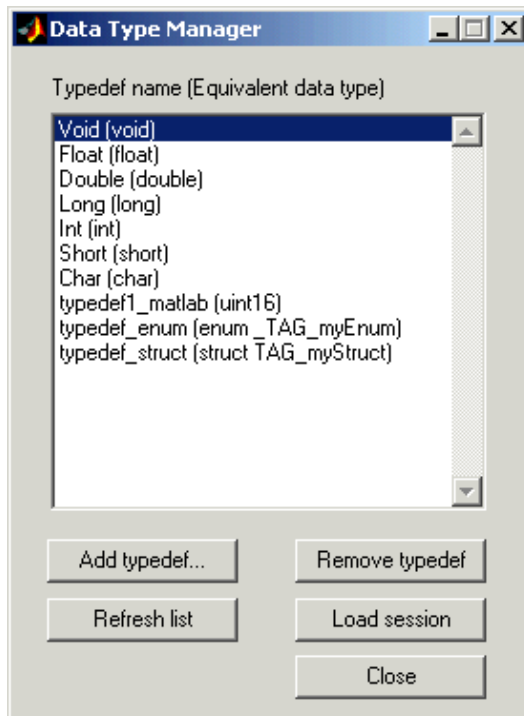 Data Type Manager
Typedef name (Equivalent data type)
Void (void)
Float (float)
Double (double)
Long (long)
Int (int)
Short (short)
Char (char)
typedef1_matlab (uint16)
typedef_enum (enum _TAG_myEnum)
typedef_struct (struct TAG_myStruct)
Add typedef... Remove typedef
Refresh list Load session
Close